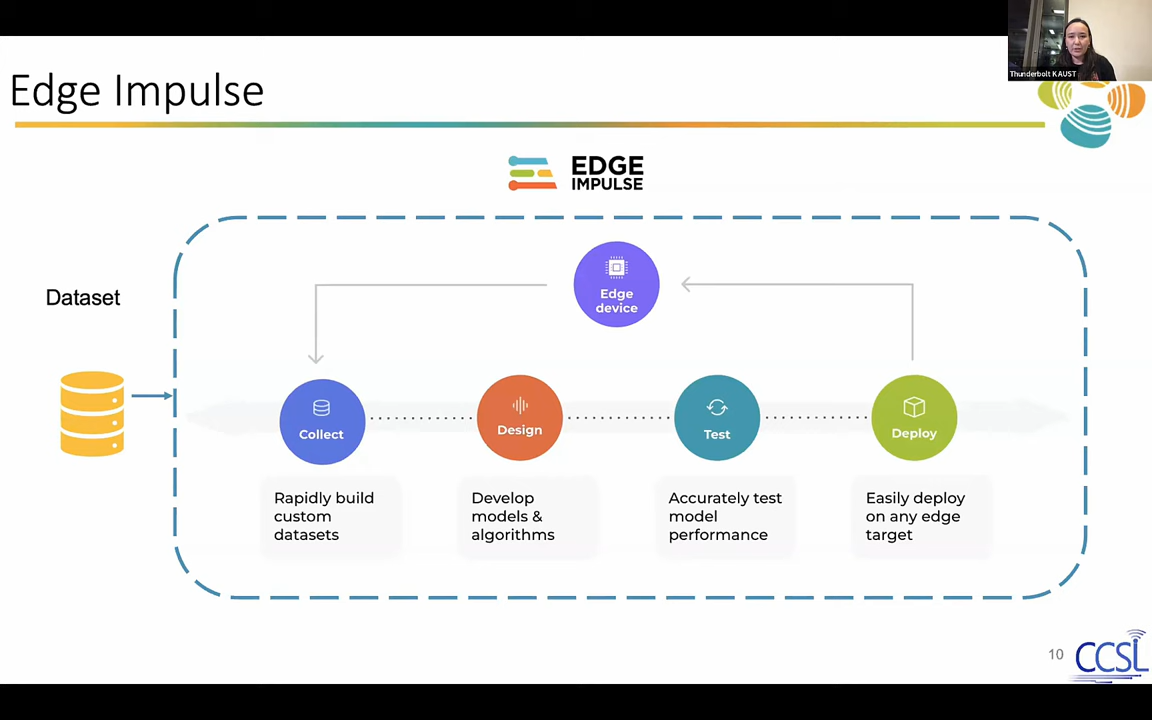 Thunderbolt KAUST
Edge Impulse
EDGE
IMPULSE
Dataset
Edge
device
Collect
Design
Test
Deploy
Rapidly build
custom
datasets
Develop
models &
algorithms
Accurately test
model
performance
Easily deploy
on any edge
target
10
CCSL